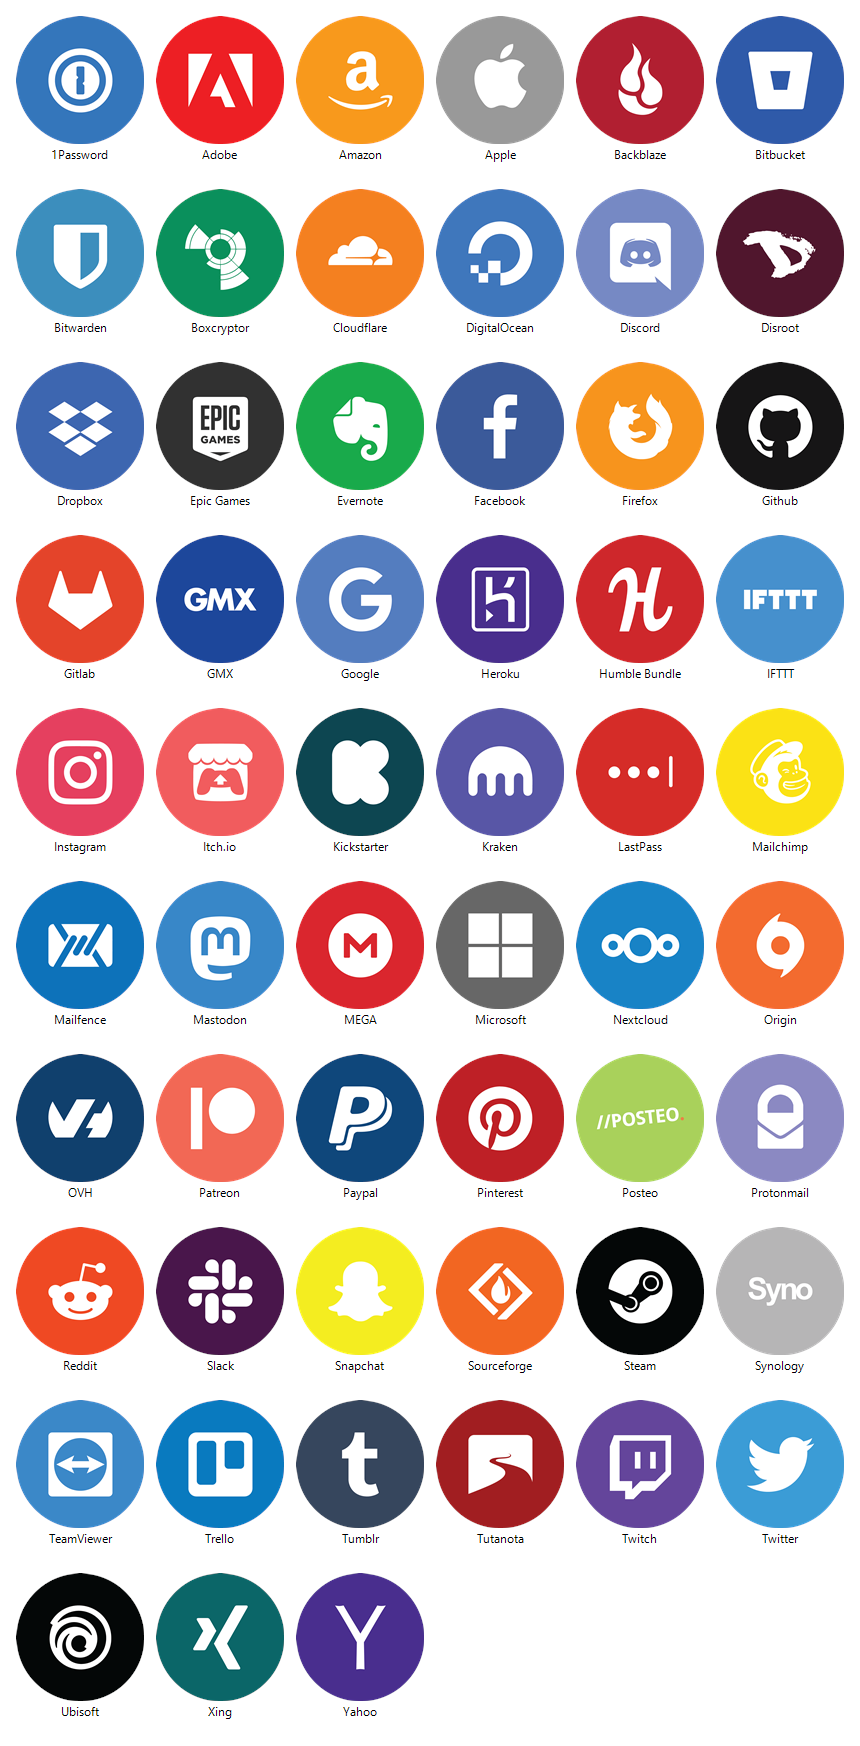 1Password Adobe Amazon Apple Backblaze Bitbucket
Bitwarden Boxcryptor Cloudflare DigitalOcean Discord Disroot
EPIC
GAMES
Dropbox Epic Games Evernote Facebook Firefox Github
GMX IFTTT
Gitlab GMX Google Heroku Humble Bundle IFTTT
Instagram Itch.io Kickstarter Kraken LastPass Mailchimp
Mailfence Mastodon MEGA Microsoft Nextcloud Origin
//POSTEO.
OVH Patreon Paypal Pinterest Posteo Protonmail
Syno
Reddit Slack Snapchat Sourceforge Steam Synology
TeamViewer Trello Tumblr Tutanota Twitch Twitter
Ubisoft Xing Yahoo